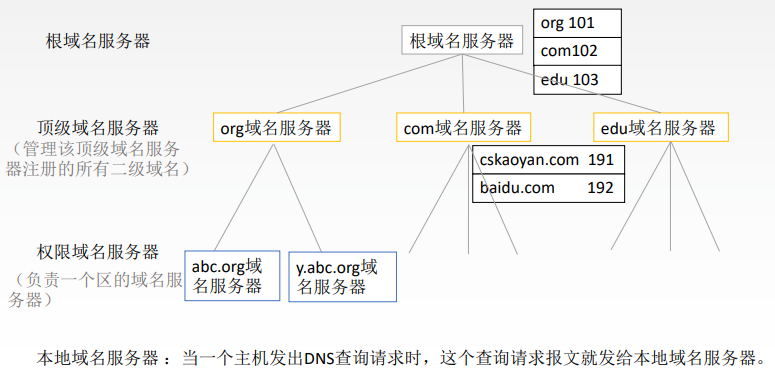 根域名服务器
根域名服务器
org 101
com102
edu 103
顶级域名服务器
（管理该顶级域名服务
器注册的所有二级域名）
org域名服务器
com域名服务器
edu域名服务器
cskaoyan.com 191
baidu.com 192
权限域名服务器
（负责一个区的域名服
务器）
abc.org域
名服务器
y.abc.org域
名服务器
本地域名服务器： 当一个主机发出DNS查询请求时，这个查询请求报文就发给本地域名服务器。